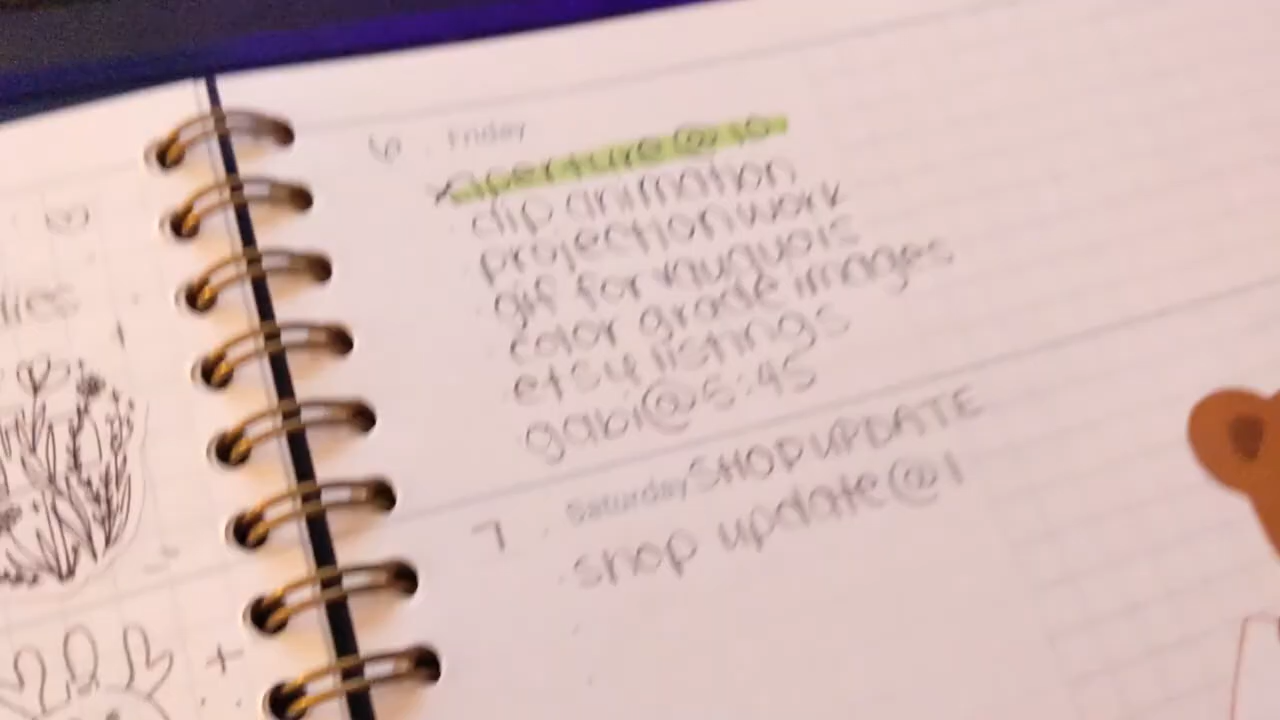 6 Friday
x aperture @ 10
clip animation
projection work
gif for
color grade images
etsy listings
gabi @ 5:45
7 Saturday SHOP UPDATE
shop update @ 1